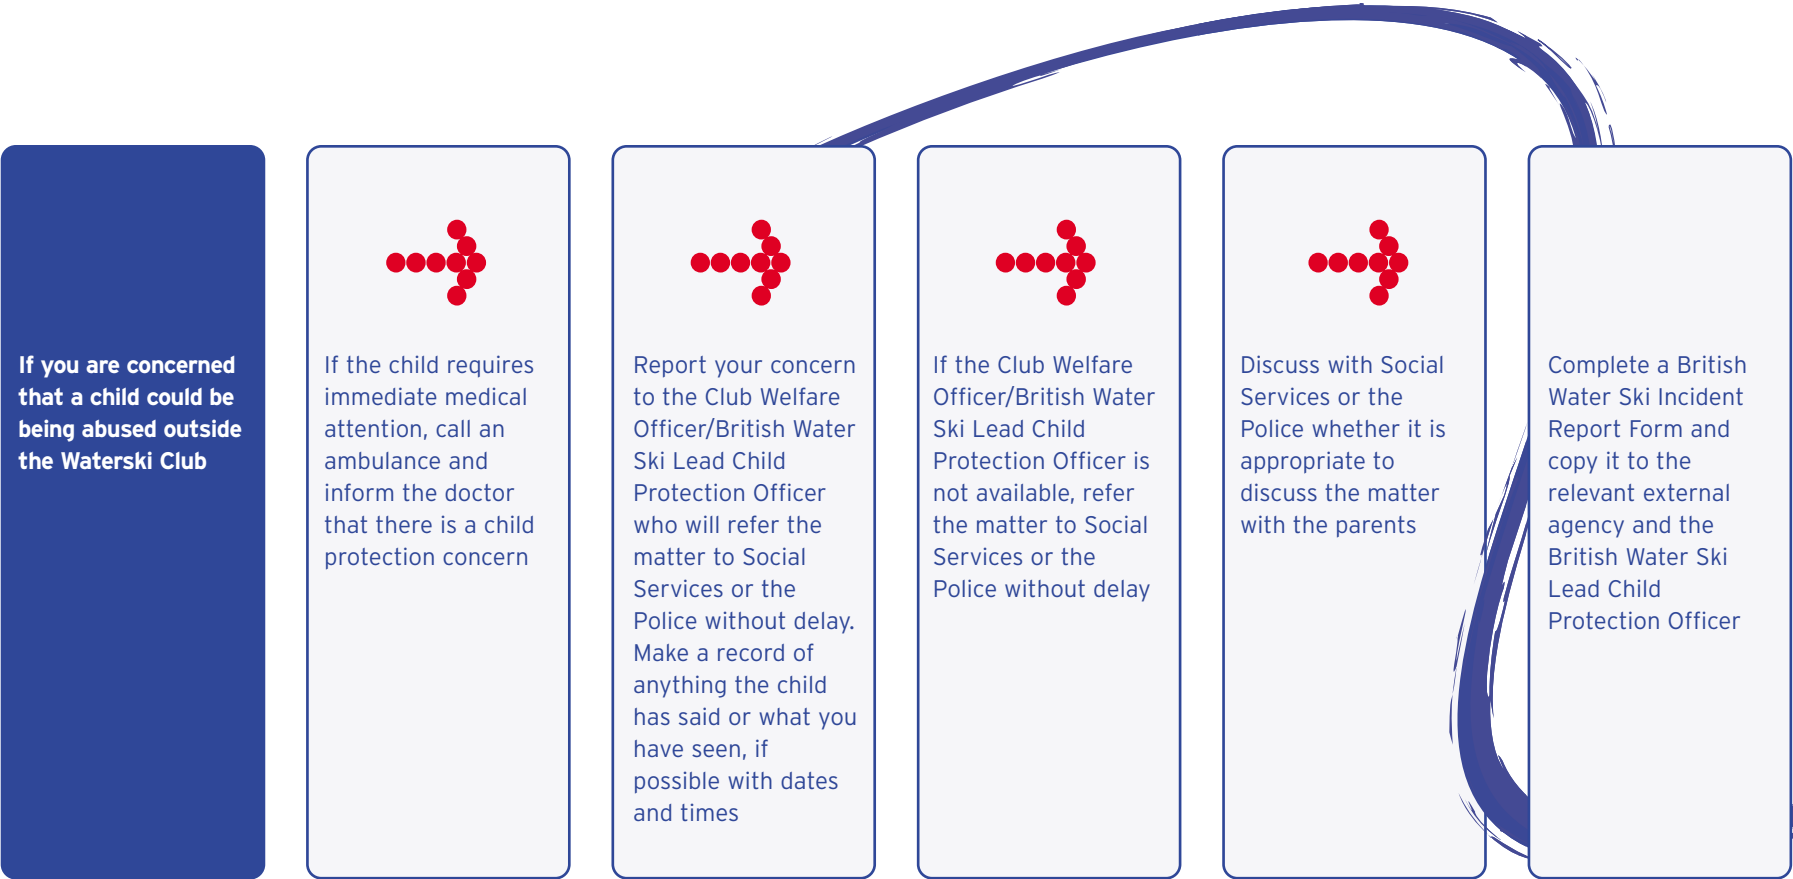 If you are concerned
that a child could be
being abused outside
the Waterski Club
If the child requires
immediate medical
attention, call an
ambulance and
inform the doctor
that there is a child
protection concern
Report your concern
to the Club Welfare
Officer/British Water
Ski Lead Child
Protection Officer
who will refer the
matter to Social
Services or the
Police without delay.
Make a record of
anything the child
has said or what you
have seen, if
possible with dates
and times
If the Club Welfare
Officer/British Water
Ski Lead Child
Protection Officer is
not available, refer
the matter to Social
Services or the
Police without delay
Discuss with Social
Services or the
Police whether it is
appropriate to
discuss the matter
with the parents
Complete a British
Water Ski Incident
Report Form and
copy it to the
relevant external
agency and the
British Water Ski
Lead Child
Protection Officer